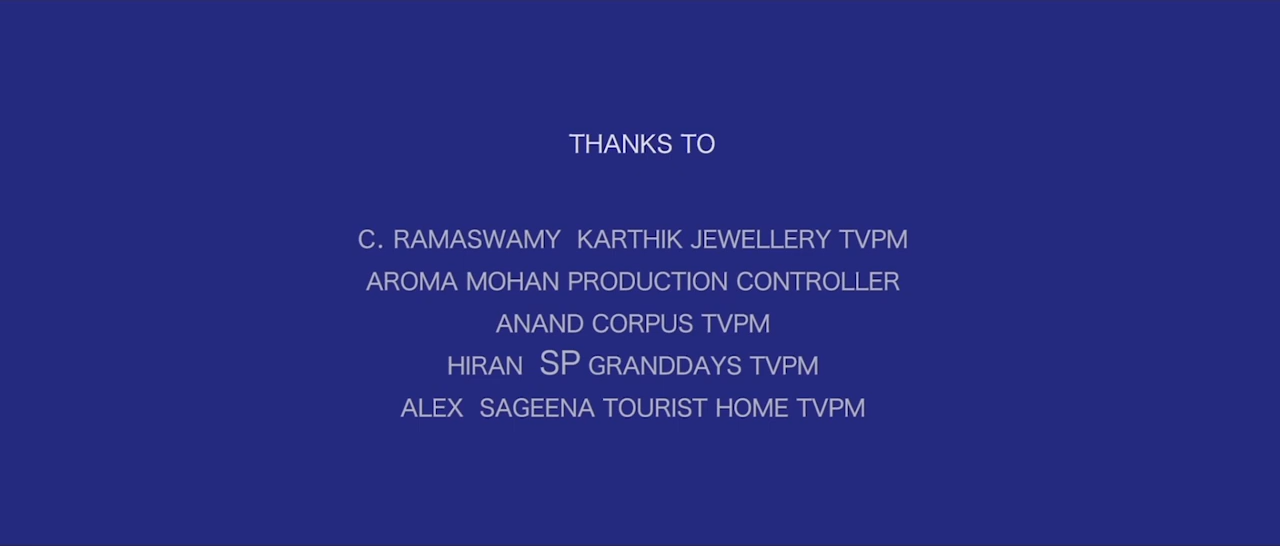 THANKS TO
C. RAMASWAMY  KARTHIK JEWELLERY TVPM
AROMA MOHAN PRODUCTION CONTROLLER
ANAND CORPUS TVPM
HIRAN  SP GRANDDAYS TVPM
ALEX  SAGEENA TOURIST HOME TVPM